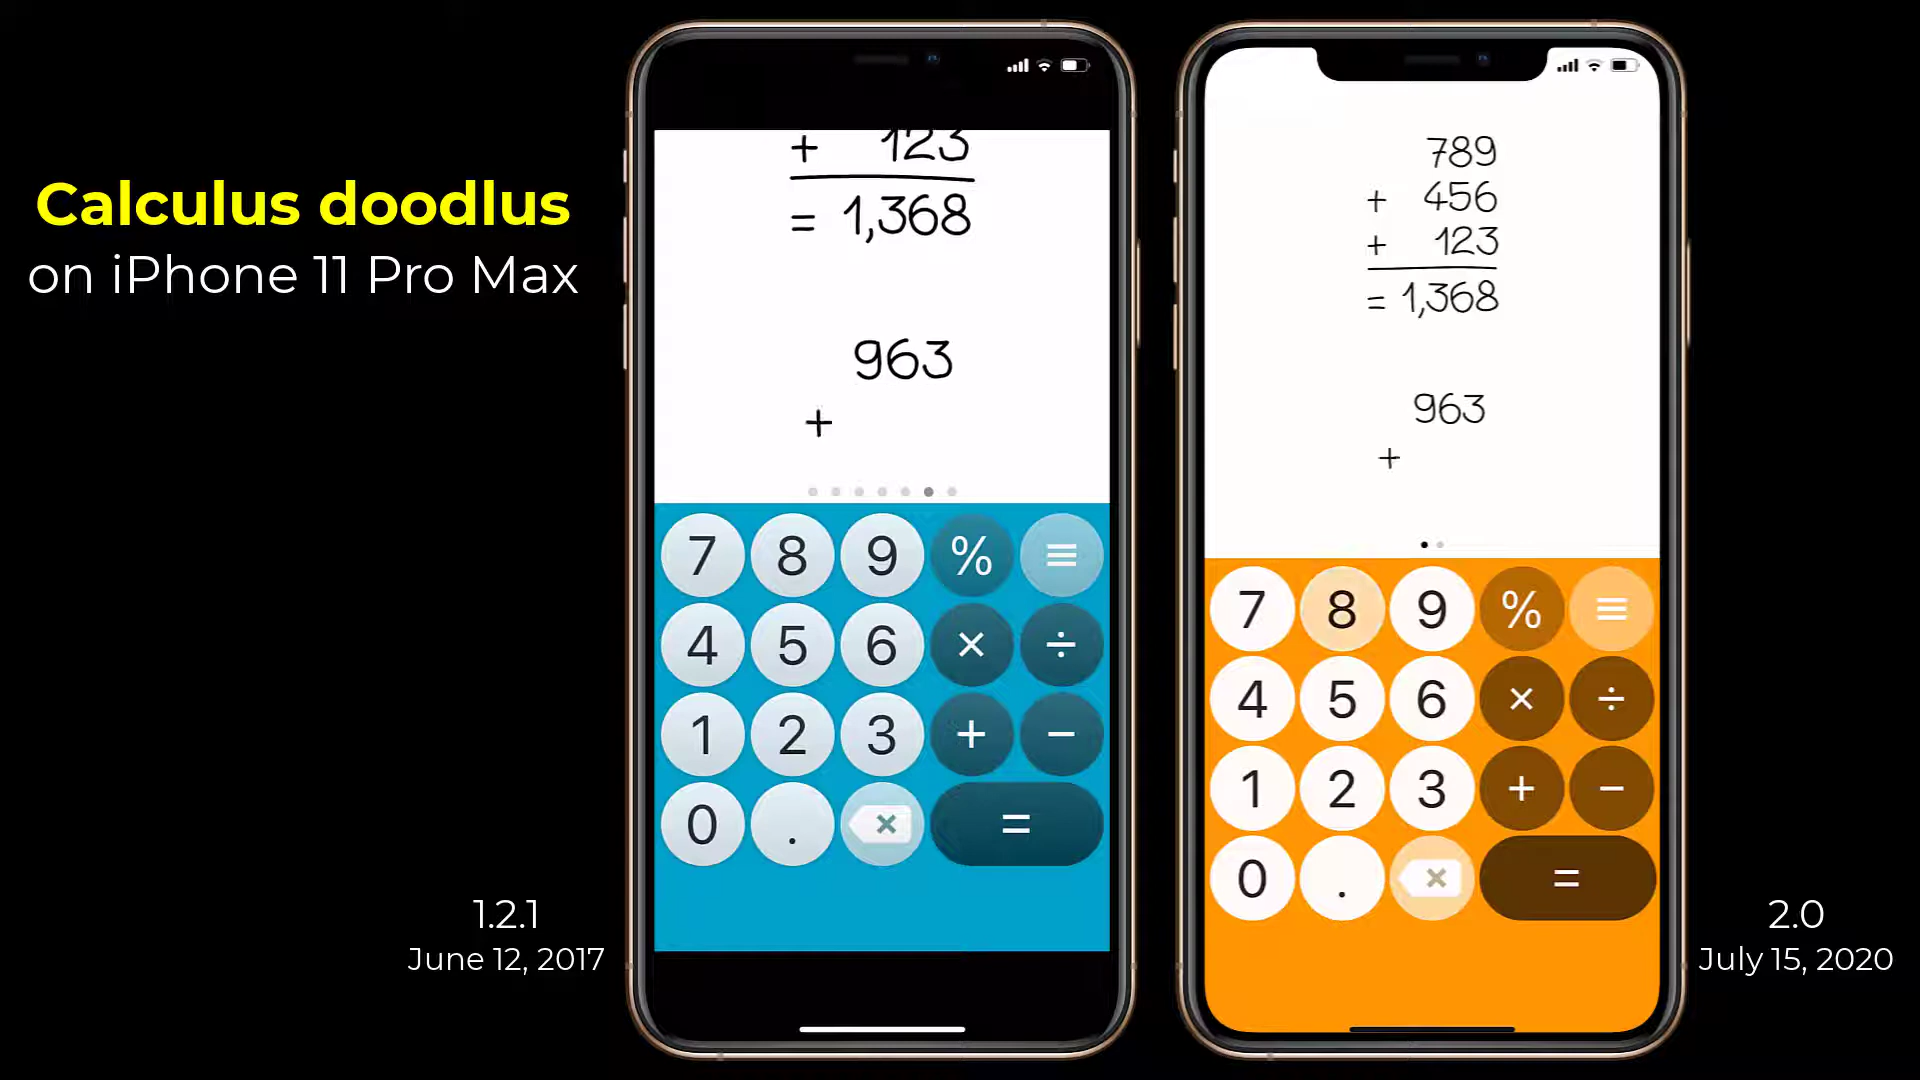 Calculus doodlus
on iPhone 11 Pro Max
+ 123
= 1,368
963
+
7 8 9 %
4 5 6 × ÷
1 2 3 + −
0 . =
1.2.1
June 12, 2017
789
+ 456
+ 123
= 1,368
963
+
7 8 9 %
4 5 6 × ÷
1 2 3 + −
0 . =
2.0
July 15, 2020